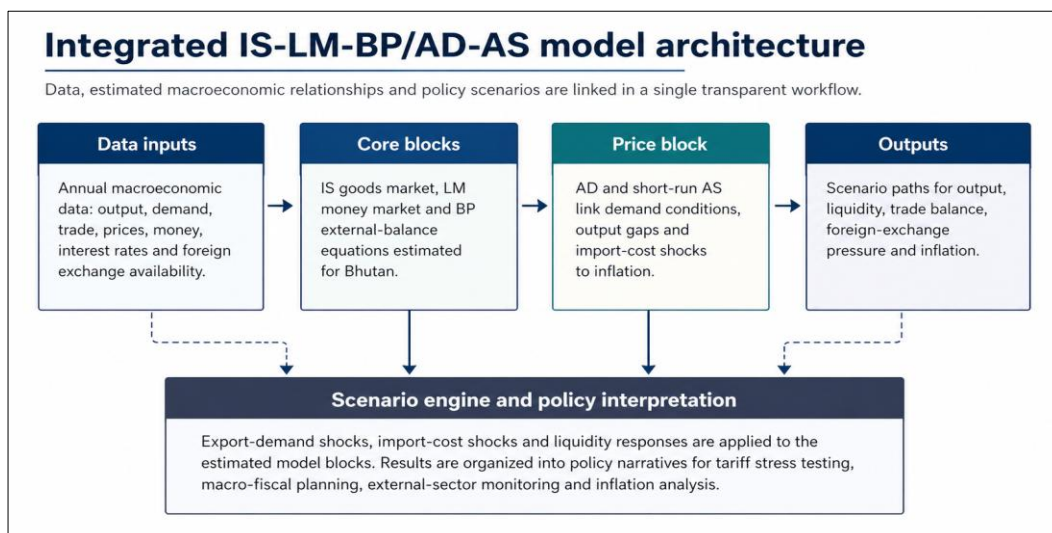 Integrated IS-LM-BP/AD-AS model architecture
Data, estimated macroeconomic relationships and policy scenarios are linked in a single transparent workflow.
Data inputs
Annual macroeconomic
data: output, demand,
trade, prices, money,
interest rates and foreign
exchange availability.
Core blocks
IS goods market, LM
money market and BP
external-balance
equations estimated
for Bhutan.
Price block
AD and short-run AS
link demand conditions,
output gaps and
import-cost shocks
to inflation.
Outputs
Scenario paths for output,
liquidity, trade balance,
foreign-exchange
pressure and inflation.
Scenario engine and policy interpretation
Export-demand shocks, import-cost shocks and liquidity responses are applied to the
estimated model blocks. Results are organized into policy narratives for tariff stress testing,
macro-fiscal planning, external-sector monitoring and inflation analysis.